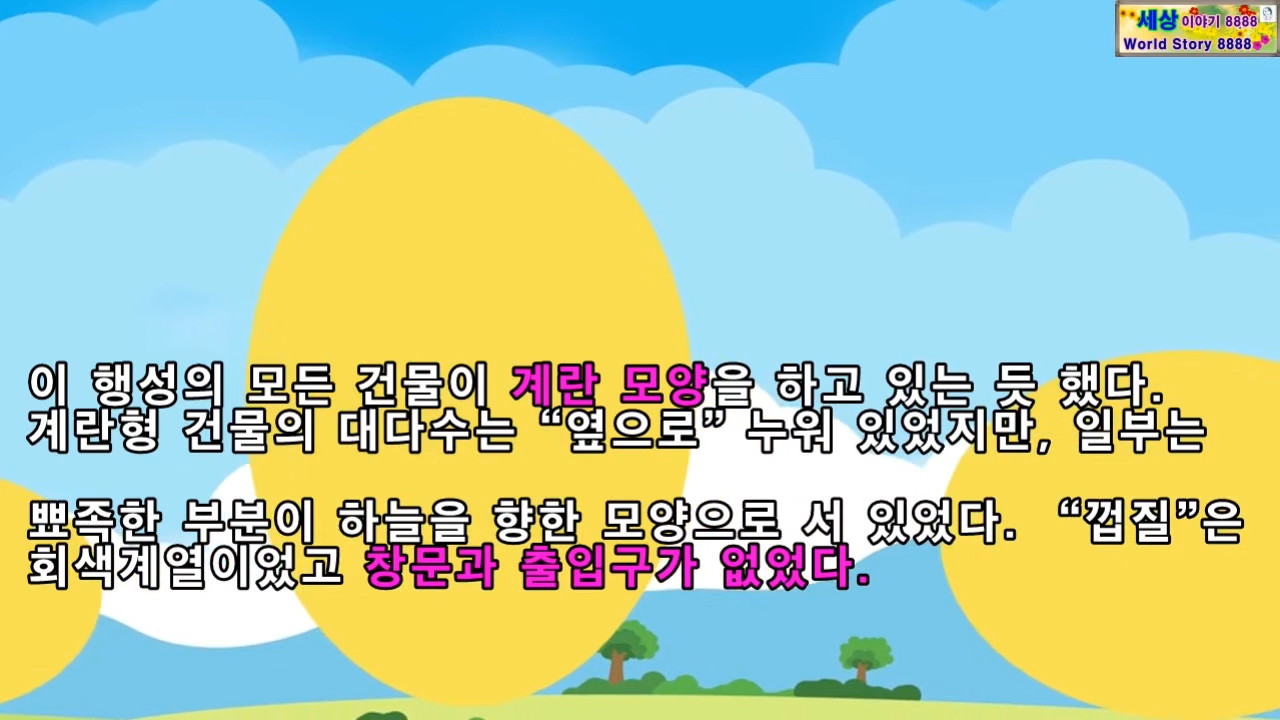 세상 이야기 8888
World Story 8888
이 행성의 모든 건물이 계란 모양을 하고 있는 듯 했다.
계란형 건물의 대다수는 “옆으로” 누워 있었지만, 일부는
뾰족한 부분이 하늘을 향한 모양으로 서 있었다. “껍질”은
회색계열이었고 창문과 출입구가 없었다.